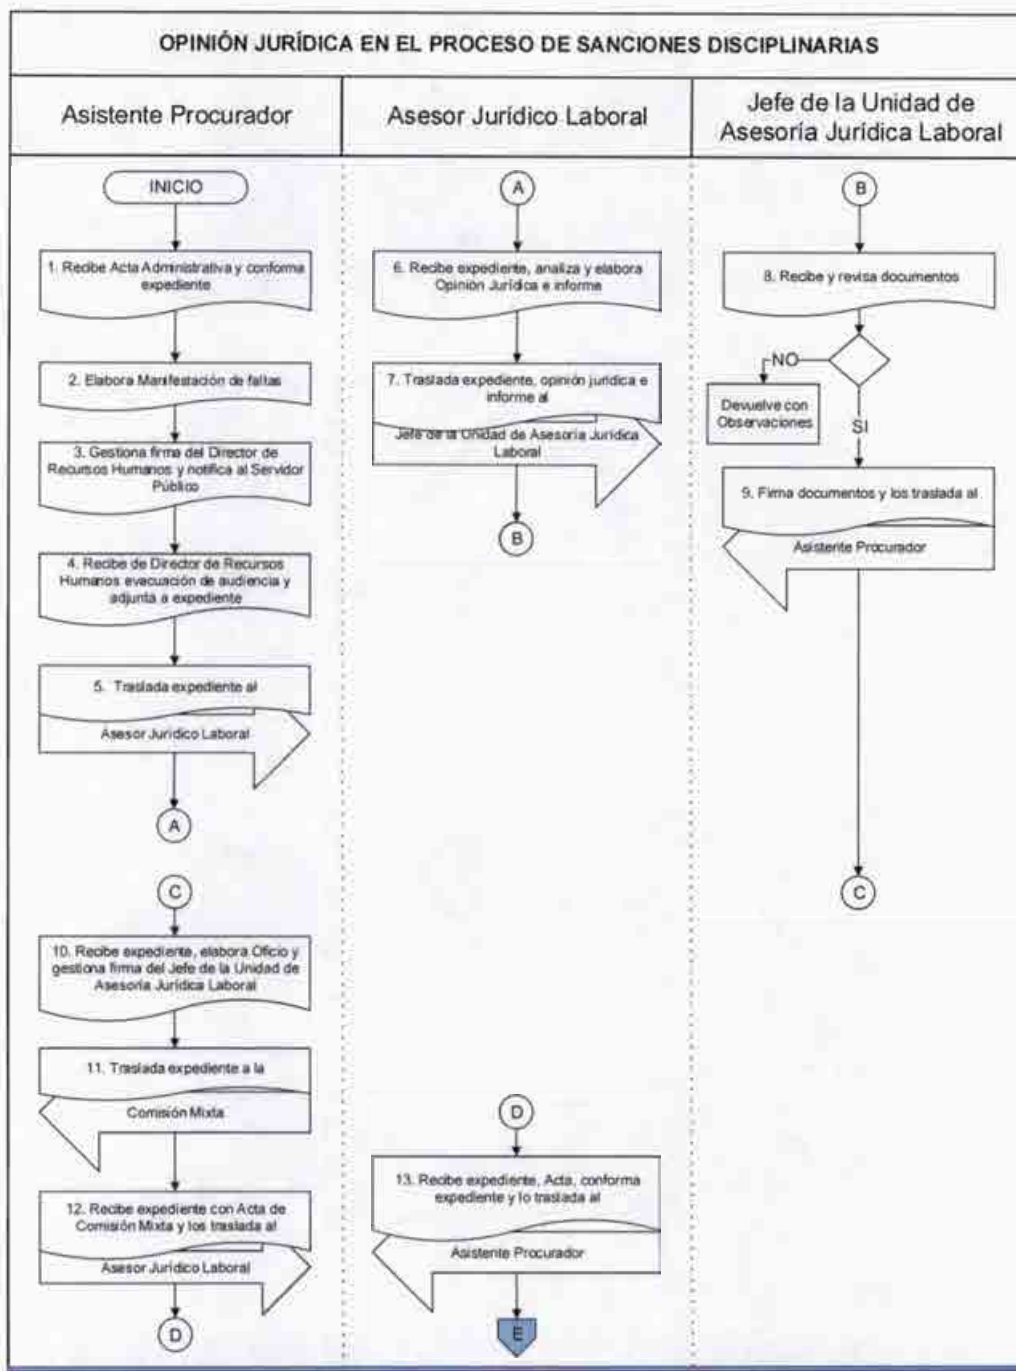 OPINIÓN JURÍDICA EN EL PROCESO DE SANCIONES DISCIPLINARIAS
Asistente Procurador
Asesor Jurídico Laboral
Jefe de la Unidad de
Asesoría Jurídica Laboral
INICIO
1. Recibe Acta Administrativa y conforma
expediente
2. Elabora Manifestación de faltas
3. Gestiona firma del Director de
Recursos Humanos y notifica al Servidor
Público
4. Recibe de Director de Recursos
Humanos evacuación de audiencia y
adjunta a expediente
5. Traslada expediente al
Asesor Jurídico Laboral
A
A
6. Recibe expediente, analiza y elabora
Opinión Jurídica e informe
7. Traslada expediente, opinión jurídica e
informe al
Jefe de la Unidad de Asesoría Jurídica
Laboral
B
B
8. Recibe y revisa documentos
NO
Devuelve con
Observaciones
SI
9. Firma documentos y los traslada al
Asistente Procurador
C
C
10. Recibe expediente, elabora Oficio y
gestiona firma del Jefe de la Unidad de
Asesoría Jurídica Laboral
11. Traslada expediente a la
Comisión Mixta
12. Recibe expediente con Acta de
Comisión Mixta y los traslada al
Asesor Jurídico Laboral
D
D
13. Recibe expediente, Acta, conforma
expediente y lo traslada al
Asistente Procurador
E